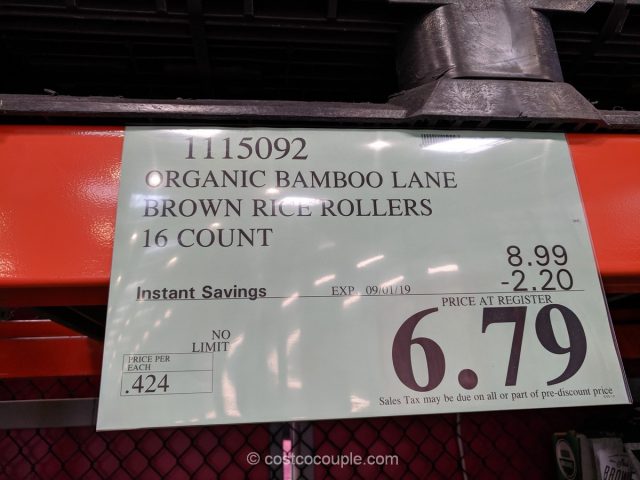 1115092
ORGANIC BAMBOO LANE
BROWN RICE ROLLERS
16 COUNT
8.99
Instant Savings EXP. 09/01/19 -2.20
PRICE AT REGISTER
6.79
NO
LIMIT
PRICE PER
EACH
.424
Sales Tax may be due on all or part of pre-discount price
© costcocouple.com